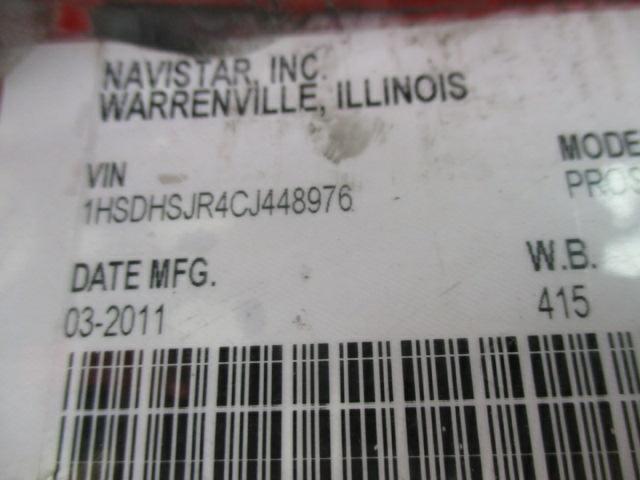 NAVISTAR, INC.
WARRENVILLE, ILLINOIS
VIN
1HSDHSJR4CJ448976
MODE
PROS
DATE MFG.
03-2011
W.B.
415